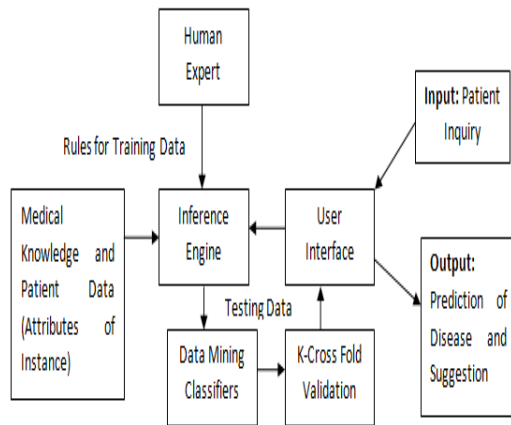 Human
Expert
Input: Patient
Inquiry
Rules for Training Data
Medical
Knowledge and
Patient Data
(Attributes of
Instance)
Inference
Engine
User
Interface
Output:
Prediction of
Disease and
Suggestion
Testing Data
Data Mining
Classifiers
K-Cross Fold
Validation